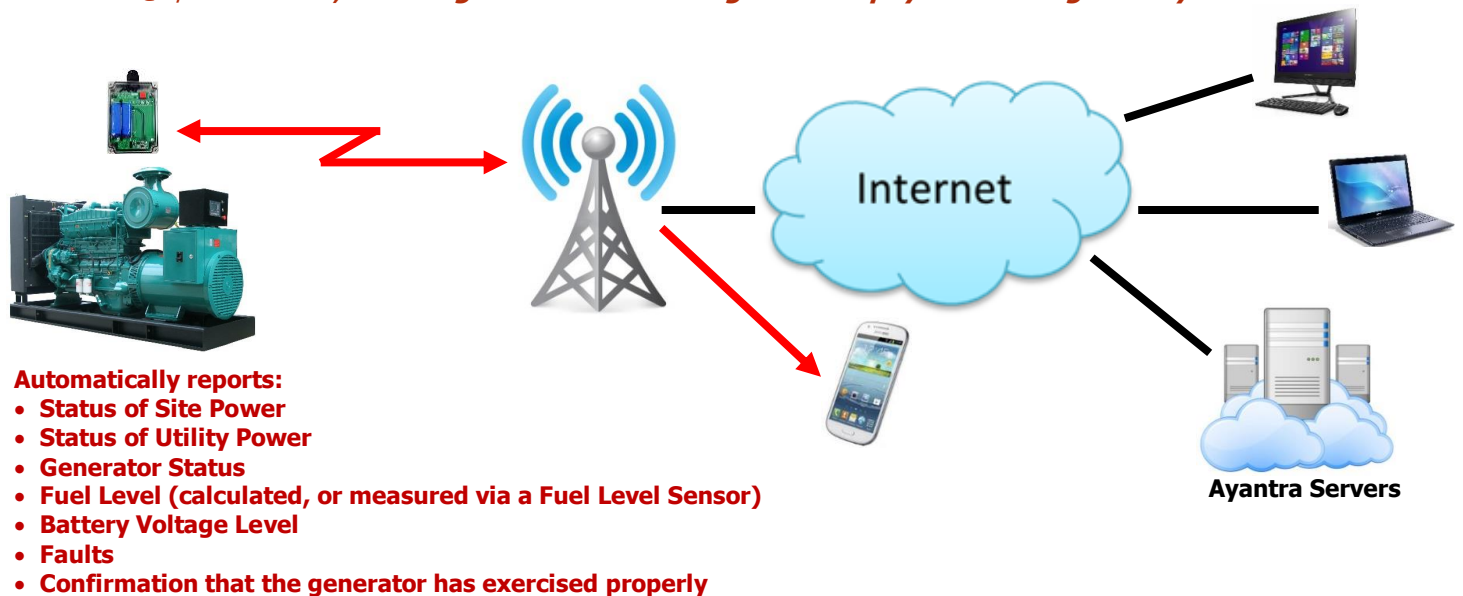 Internet
Automatically reports:
• Status of Site Power
• Status of Utility Power
• Generator Status
• Fuel Level (calculated, or measured via a Fuel Level Sensor)
• Battery Voltage Level
• Faults
• Confirmation that the generator has exercised properly
Ayantra Servers